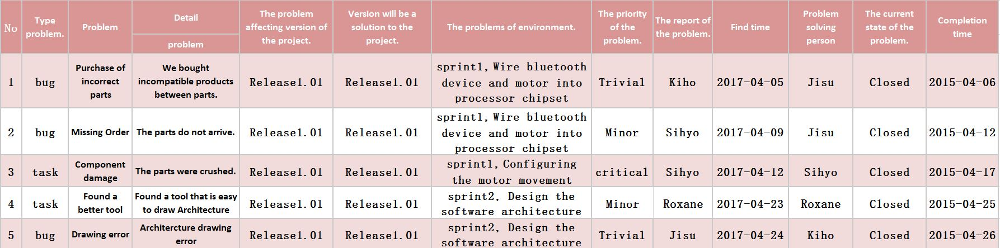 No
Type
problem.
Problem
Detail
problem
The problem
affecting version of
the project.
Version will be a
solution to the
project.
The problems of environment.
The priority
of the
problem.
The report of
the problem.
Find time
Problem
solving
person
The current
state of the
problem.
Completion
time
1
bug
Purchase of
incorrect
parts
We bought
incompatible products
between parts.
Release1.01
Release1.01
sprint1, Wire bluetooth
device and motor into
processor chipset
Trivial
Kiho
2017-04-05
Jisu
Closed
2015-04-06
2
bug
Missing Order
The parts do not arrive.
Release1.01
Release1.01
sprint1, Wire bluetooth
device and motor into
processor chipset
Minor
Sihyo
2017-04-09
Jisu
Closed
2015-04-12
3
task
Component
damage
The parts were crushed.
Release1.01
Release1.01
sprint1, Configuring
the motor movement
critical
Sihyo
2017-04-12
Sihyo
Closed
2015-04-17
4
task
Found a
better tool
Found a tool that is easy
to draw Architecture
Release1.01
Release1.01
sprint2, Design the
software architecture
Minor
Roxane
2017-04-23
Roxane
Closed
2015-04-25
5
bug
Drawing error
Architercture drawing
error
Release1.01
Release1.01
sprint2, Design the
software architecture
Trivial
Jisu
2017-04-24
Kiho
Closed
2015-04-26